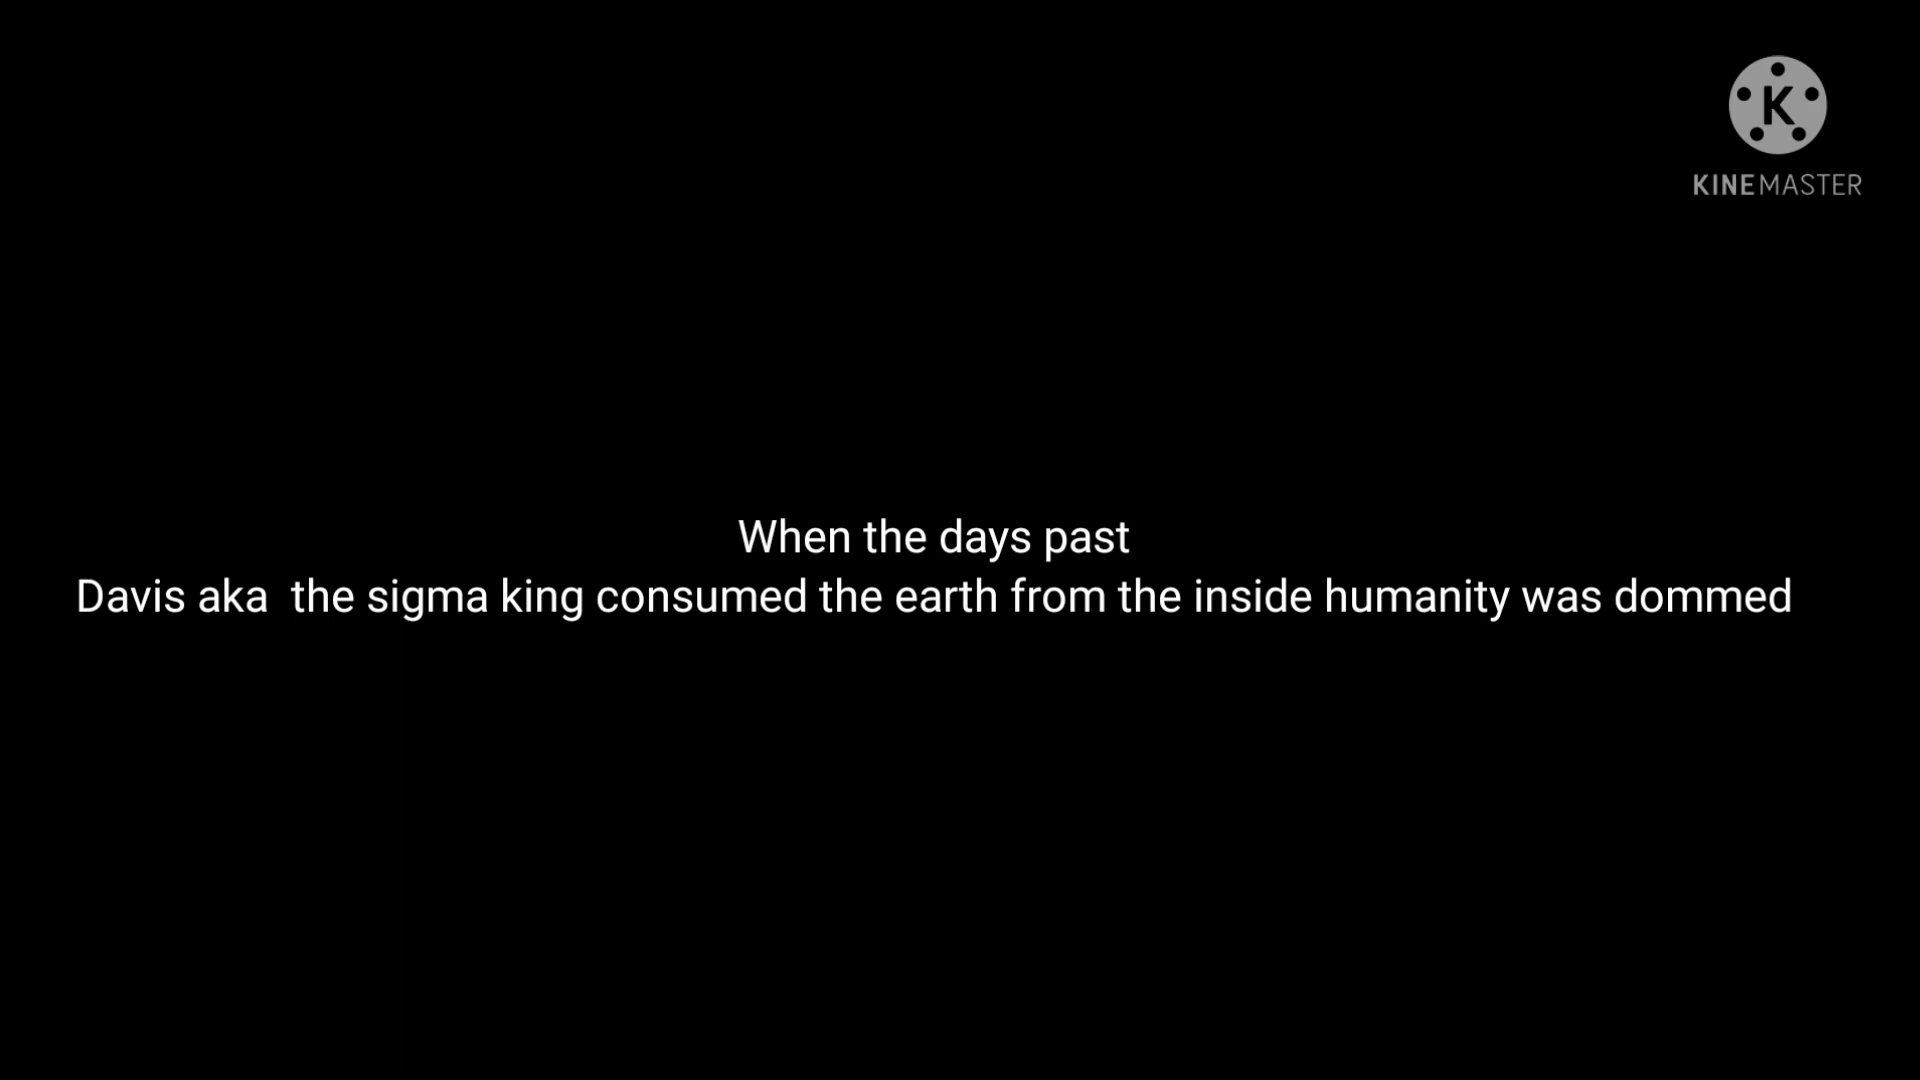 K
KINEMASTER
When the days past
Davis aka  the sigma king consumed the earth from the inside humanity was dommed